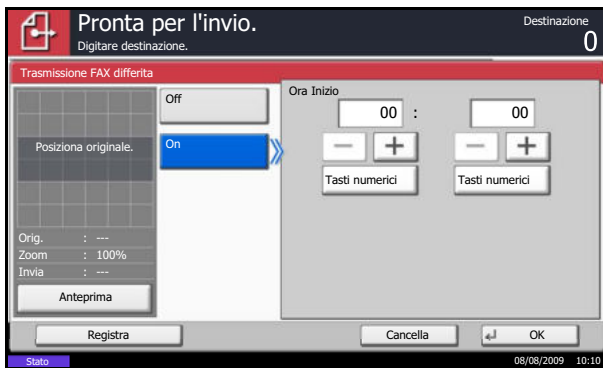 Pronta per l'invio.
Digitare destinazione.
Destinazione
0
Trasmissione FAX differita
Posiziona originale.
Orig. : ---
Zoom : 100%
Invia : ---
Anteprima
Off
On
Ora Inizio
00 : 00
Tasti numerici Tasti numerici
Registra Cancella OK
Stato 08/08/2009 10:10